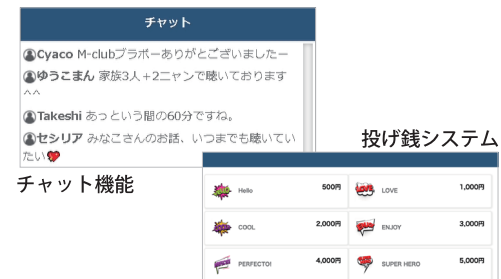 チャット
Cyaco M-clubブラボーありがとございましたー
ゆうこまん 家族3人+2ニャンで聴いております
^^
Takeshi あっという間の60分ですね。
セシリア みなこさんのお話、いつまでも聴いてい
たい
チャット機能
投げ銭システム
Hello 500円
LOVE 1,000円
COOL 2,000円
ENJOY 3,000円
PERFECTO! 4,000円
SUPER HERO 5,000円